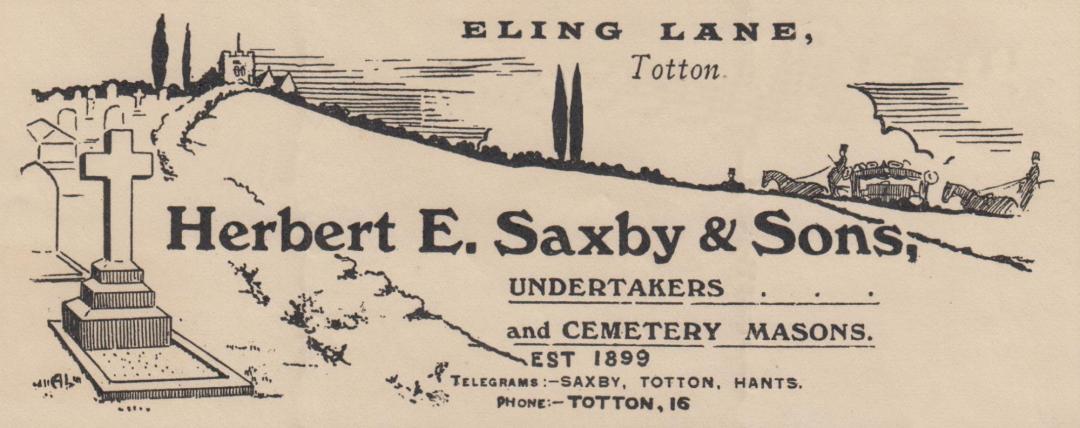 ELING LANE,
Totton.
Herbert E. Saxby & Sons,
UNDERTAKERS . . .
and CEMETERY MASONS.
EST 1899
TELEGRAMS:-SAXBY, TOTTON, HANTS.
PHONE:-TOTTON, 16